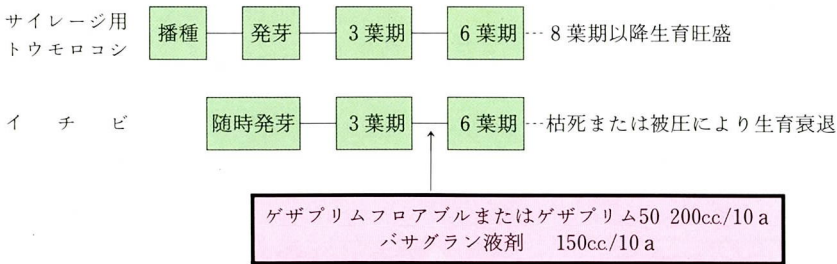 サイレージ用
トウモロコシ
播種
発芽
3葉期
6葉期
8葉期以降生育旺盛
イチビ
随時発芽
3葉期
6葉期
枯死または被圧により生育衰退
ゲザプリムフロアブルまたはゲザプリム50 200cc./10a
バサグラン液剤 150cc./10a